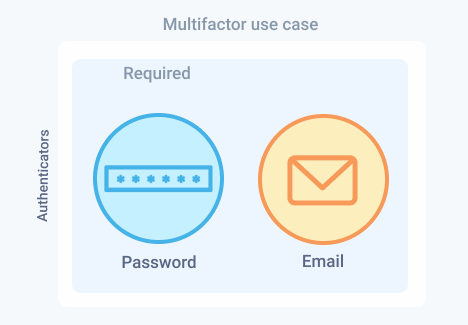 Multifactor use case
Required
Authenticators
******
Password
Email